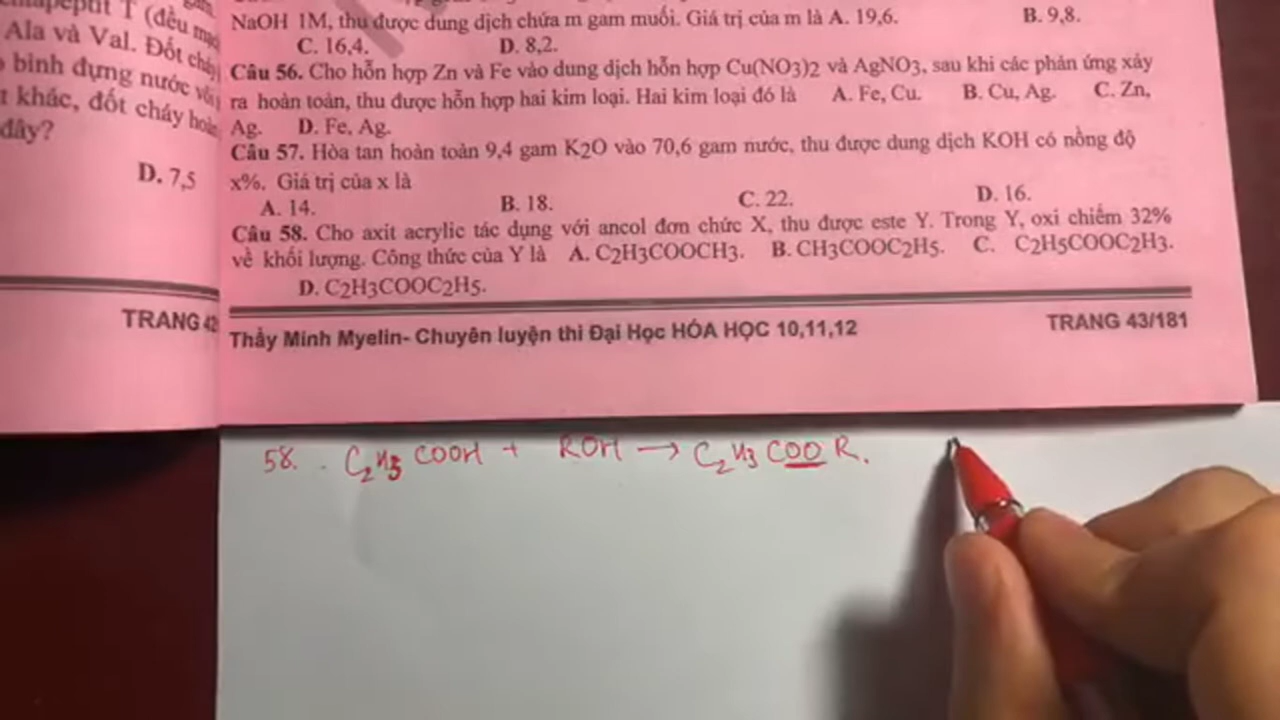 Ala và Val. Đốt cháy
bình đựng nước vôi
t khác, đốt cháy hoàn
đây?
D. 7,5
TRANG 42
NaOH 1M, thu được dung dịch chứa m gam muối. Giá trị của m là A. 19,6. B. 9,8.
C. 16,4. D. 8,2.
Câu 56. Cho hỗn hợp Zn và Fe vào dung dịch hỗn hợp Cu(NO3)2 và AgNO3, sau khi các phản ứng xảy
ra hoàn toàn, thu được hỗn hợp hai kim loại. Hai kim loại đó là A. Fe, Cu. B. Cu, Ag. C. Zn,
Ag. D. Fe, Ag.
Câu 57. Hòa tan hoàn toàn 9,4 gam K2O vào 70,6 gam nước, thu được dung dịch KOH có nồng độ
x%. Giá trị của x là
A. 14. B. 18. C. 22. D. 16.
Câu 58. Cho axit acrylic tác dụng với ancol đơn chức X, thu được este Y. Trong Y, oxi chiếm 32%
về khối lượng. Công thức của Y là A. C2H3COOCH3. B. CH3COOC2H5. C. C2H5COOC2H3.
D. C2H3COOC2H5.
Thầy Minh Myelin- Chuyên luyện thi Đại Học HÓA HỌC 10,11,12 TRANG 43/181
58. C2H3 COOH + ROH → C2H3 COO R.